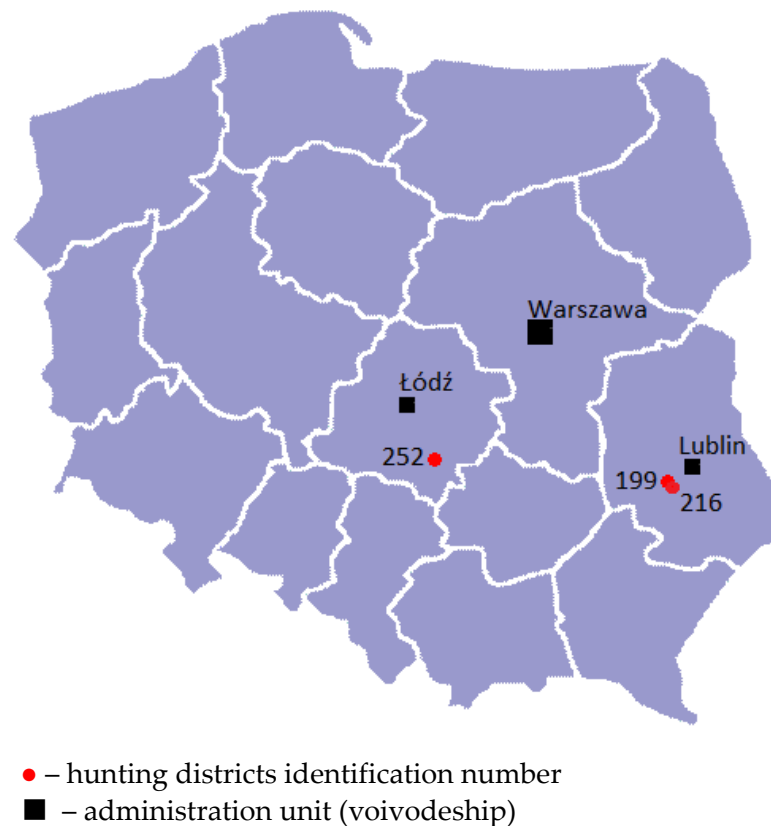 Warszawa
Łódź
252
Lublin
199
216
– hunting districts identification number
– administration unit (voivodeship)